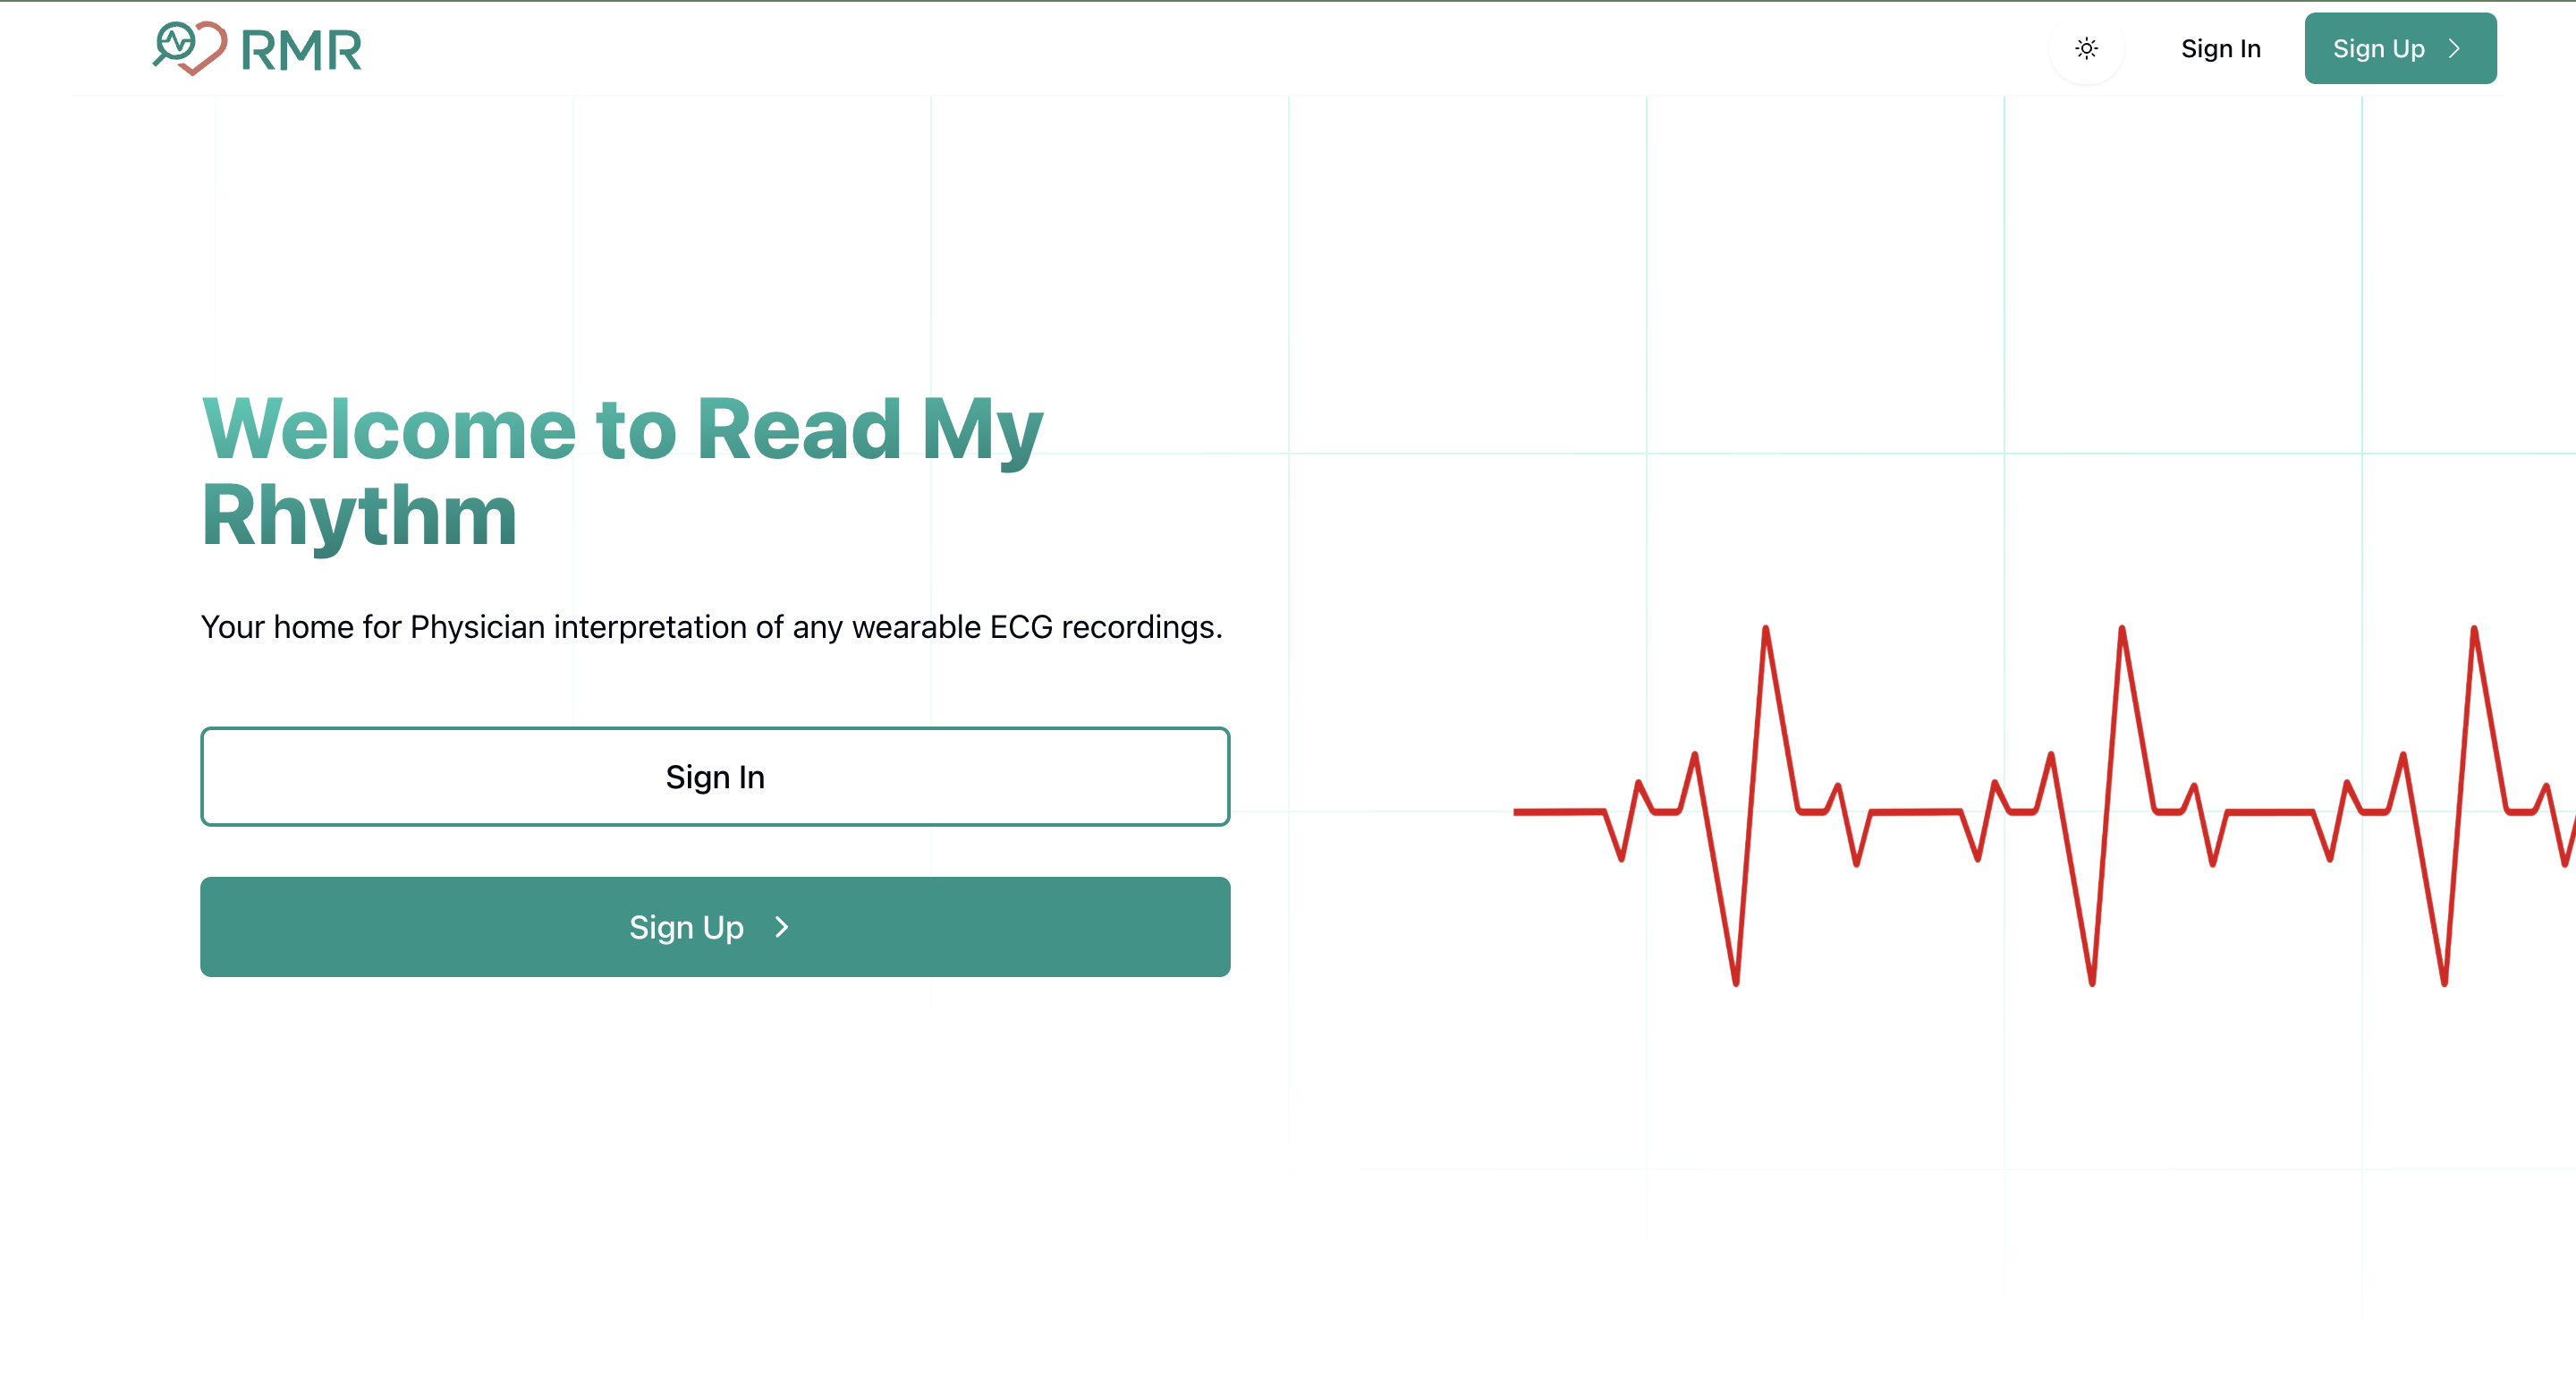 RMR
Sign In
Sign Up
Welcome to Read My
Rhythm
Your home for Physician interpretation of any wearable ECG recordings.
Sign In
Sign Up